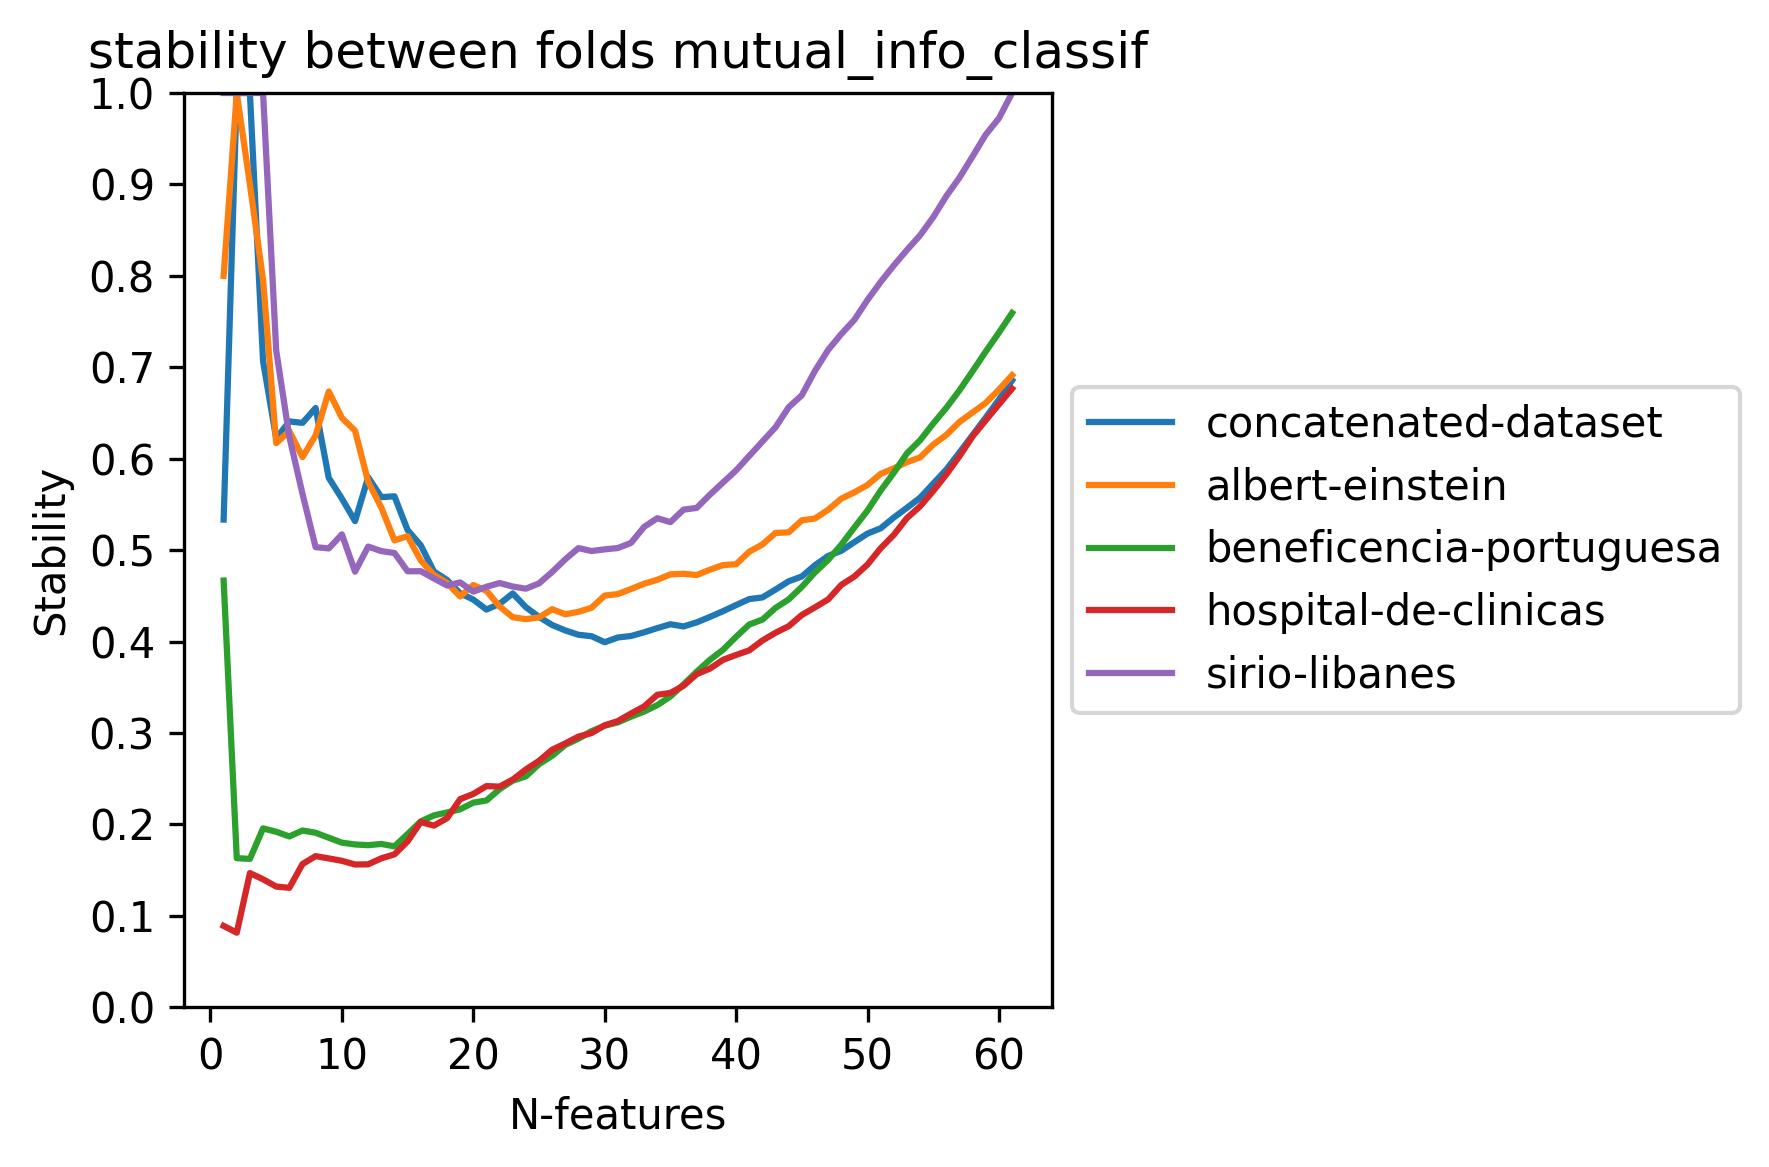 stability between folds mutual_info_classif
1.0
0.9
0.8
0.7
0.6
0.5
0.4
0.3
0.2
0.1
0.0
Stability
0 10 20 30 40 50 60
N-features
concatenated-dataset
albert-einstein
beneficencia-portuguesa
hospital-de-clinicas
sirio-libanes